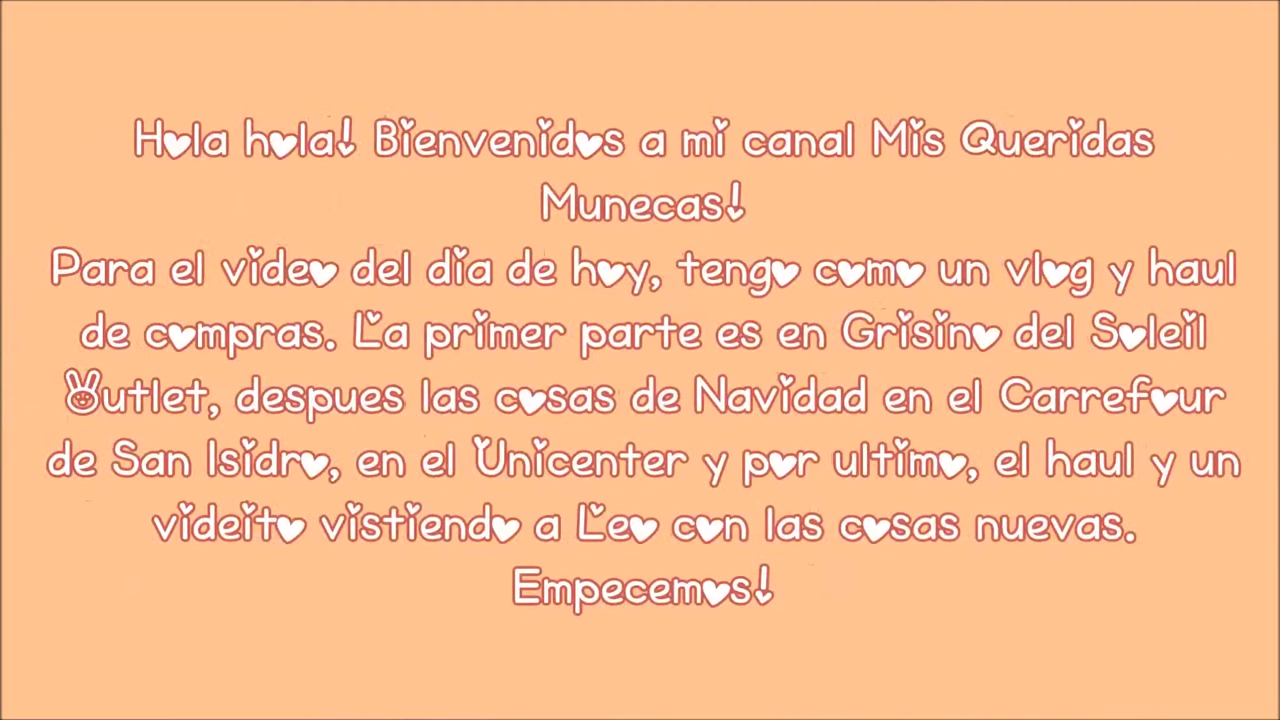 Hola hola! Bienvenidos a mi canal Mis Queridas
Munecas!
Para el video del dia de hoy, tengo como un vlog y haul
de compras. La primer parte es en Grisino del Soleil
Outlet, despues las cosas de Navidad en el Carrefour
de San Isidro, en el Unicenter y por ultimo, el haul y un
videito vistiendo a Leo con las cosas nuevas.
Empecemos!